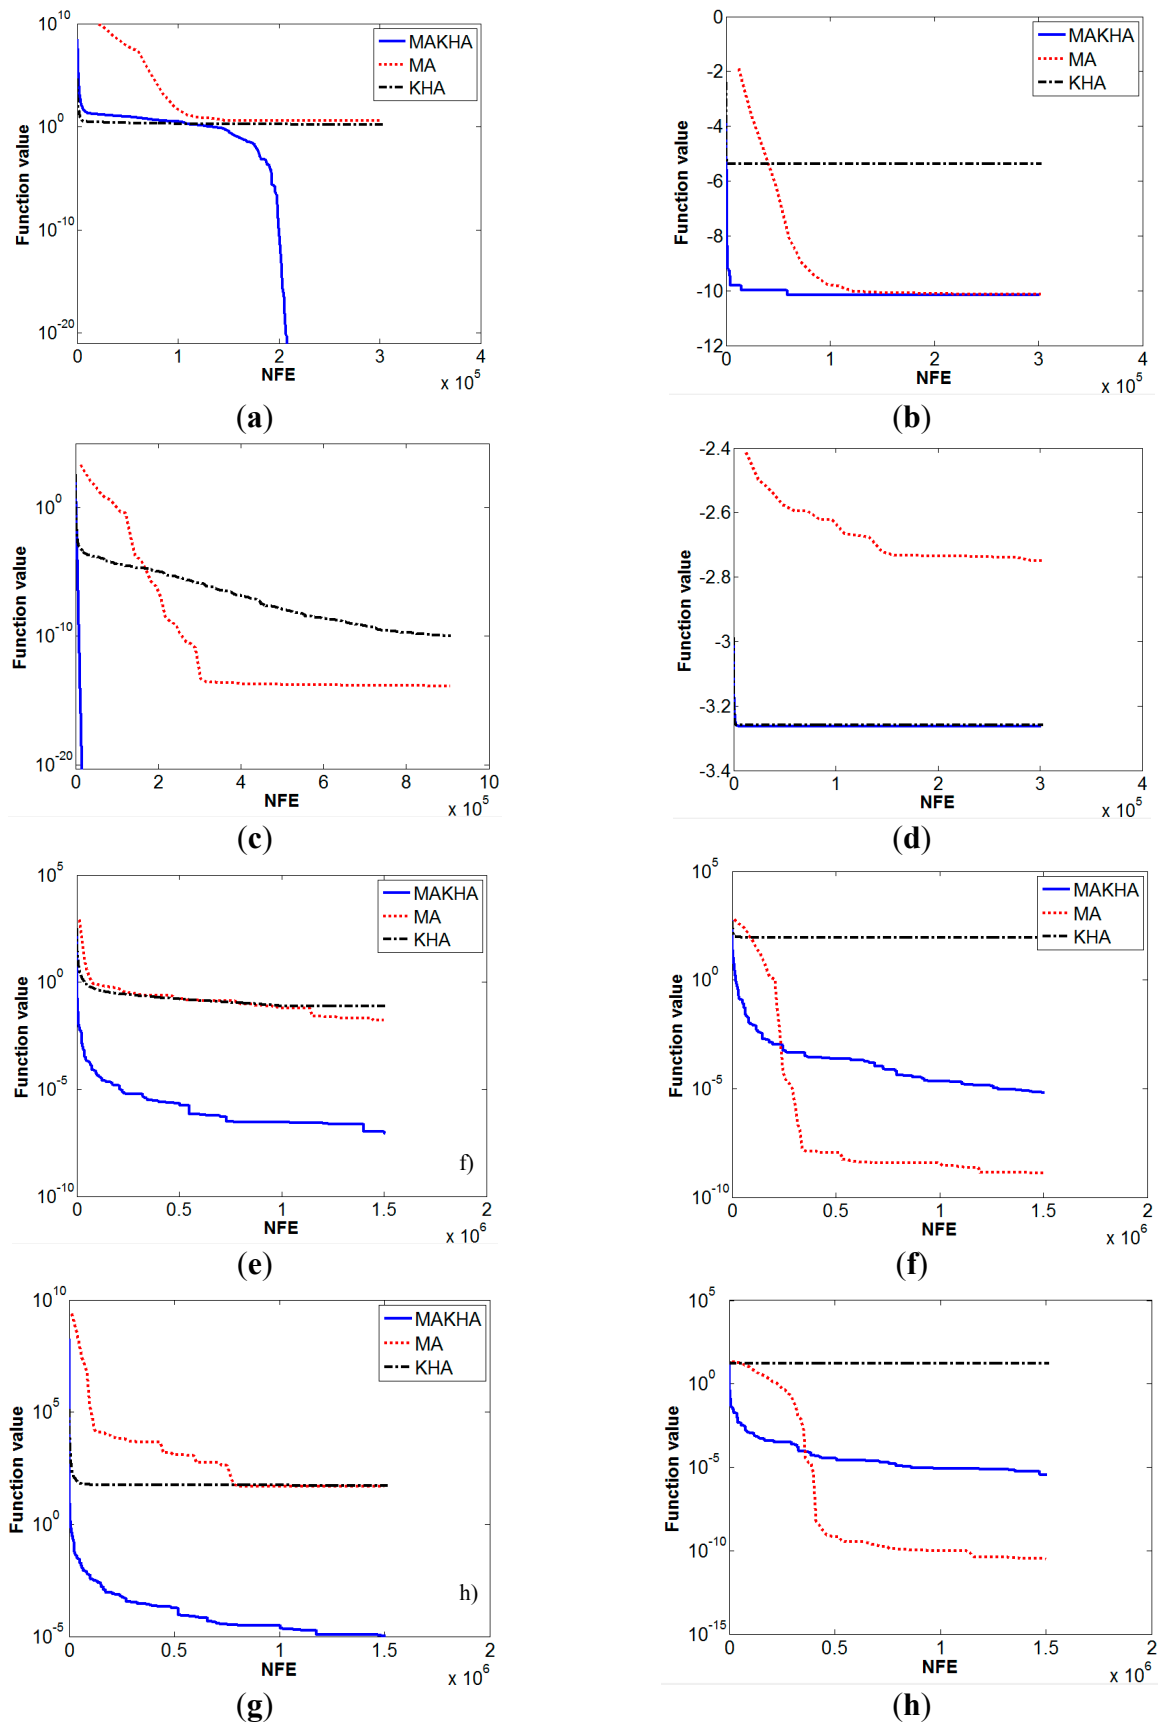 10^10
10^0
10^-10
10^-20
Function value
MAKHA
MA
KHA
0 1 2 3 4
NFE
x 10^5
(a)
0
-2
-4
-6
-8
-10
-12
Function value
MAKHA
MA
KHA
0 1 2 3 4
NFE
x 10^5
(b)
10^0
10^-10
10^-20
Function value
0 2 4 6 8 10
NFE
x 10^5
(c)
-2.4
-2.6
-2.8
-3
-3.2
-3.4
Function value
0 1 2 3 4
NFE
x 10^5
(d)
10^5
10^0
10^-5
10^-10
Function value
MAKHA
MA
KHA
f)
0 0.5 1 1.5 2
NFE
x 10^6
(e)
10^5
10^0
10^-5
10^-10
Function value
MAKHA
MA
KHA
0 0.5 1 1.5 2
NFE
x 10^6
(f)
10^10
10^5
10^0
10^-5
Function value
MAKHA
MA
KHA
h)
0 0.5 1 1.5 2
NFE
x 10^6
(g)
10^5
10^0
10^-5
10^-10
10^-15
Function value
0 0.5 1 1.5 2
NFE
x 10^6
(h)